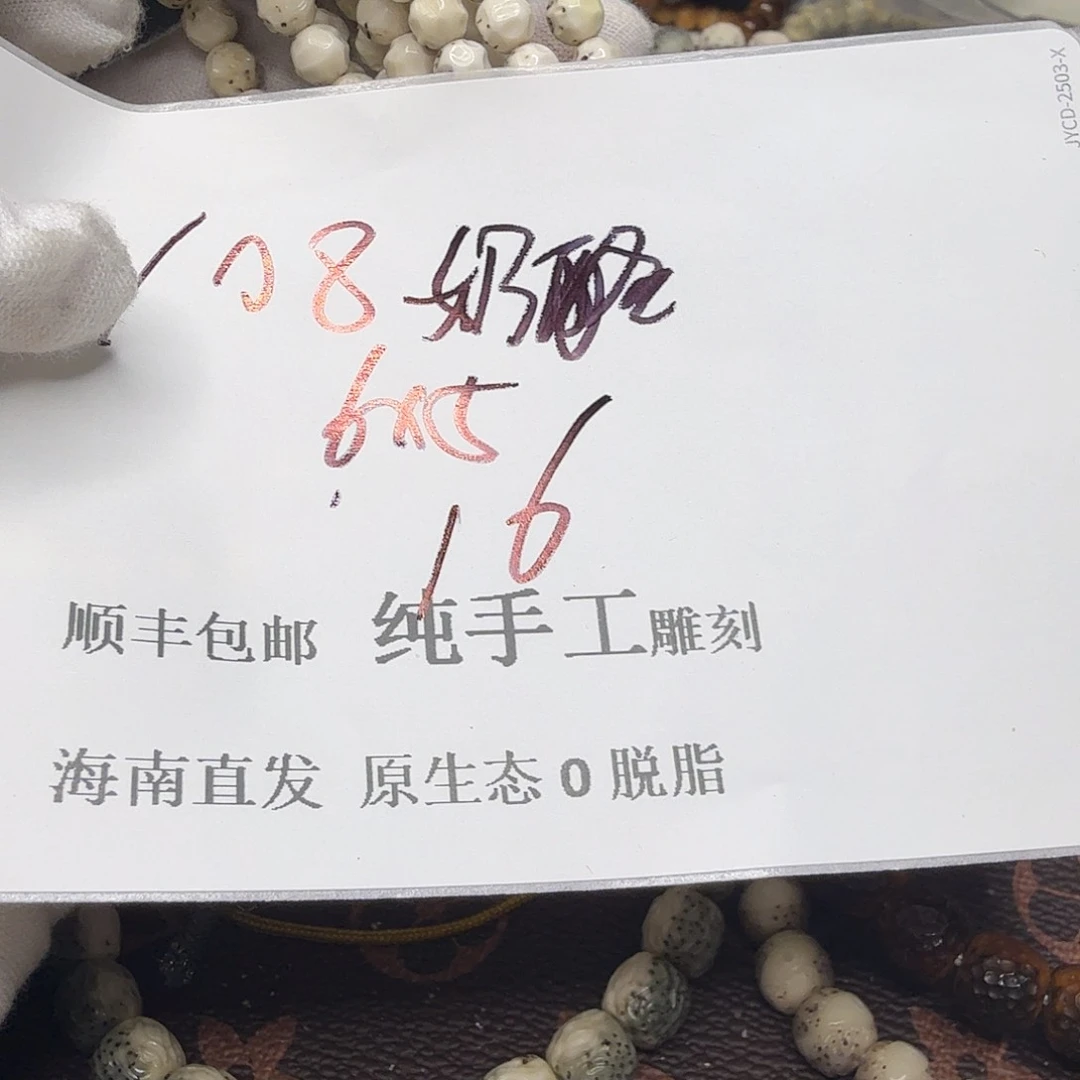 JYCD-2503-X
108 奶酪
6x5
16
顺丰包邮 纯手工雕刻
海南直发 原生态 0 脱脂